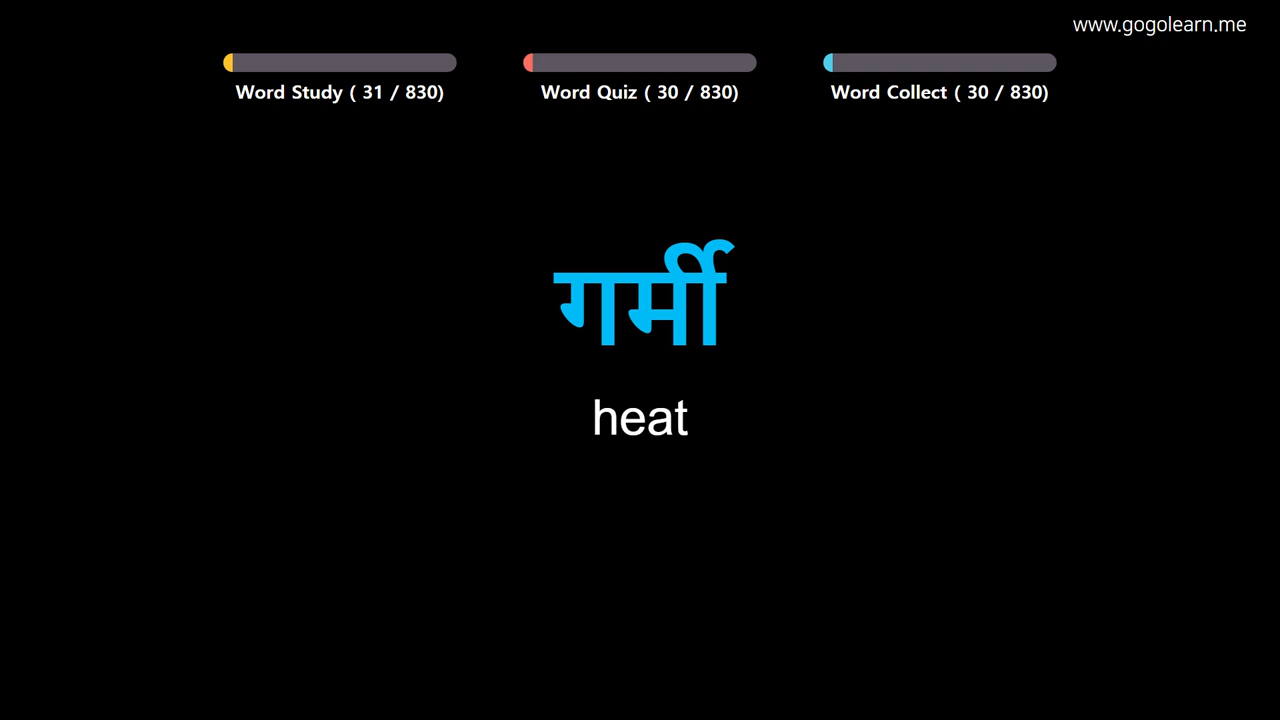 www.gogolearn.me
Word Study ( 31 / 830)
Word Quiz ( 30 / 830)
Word Collect ( 30 / 830)
गर्मी
heat